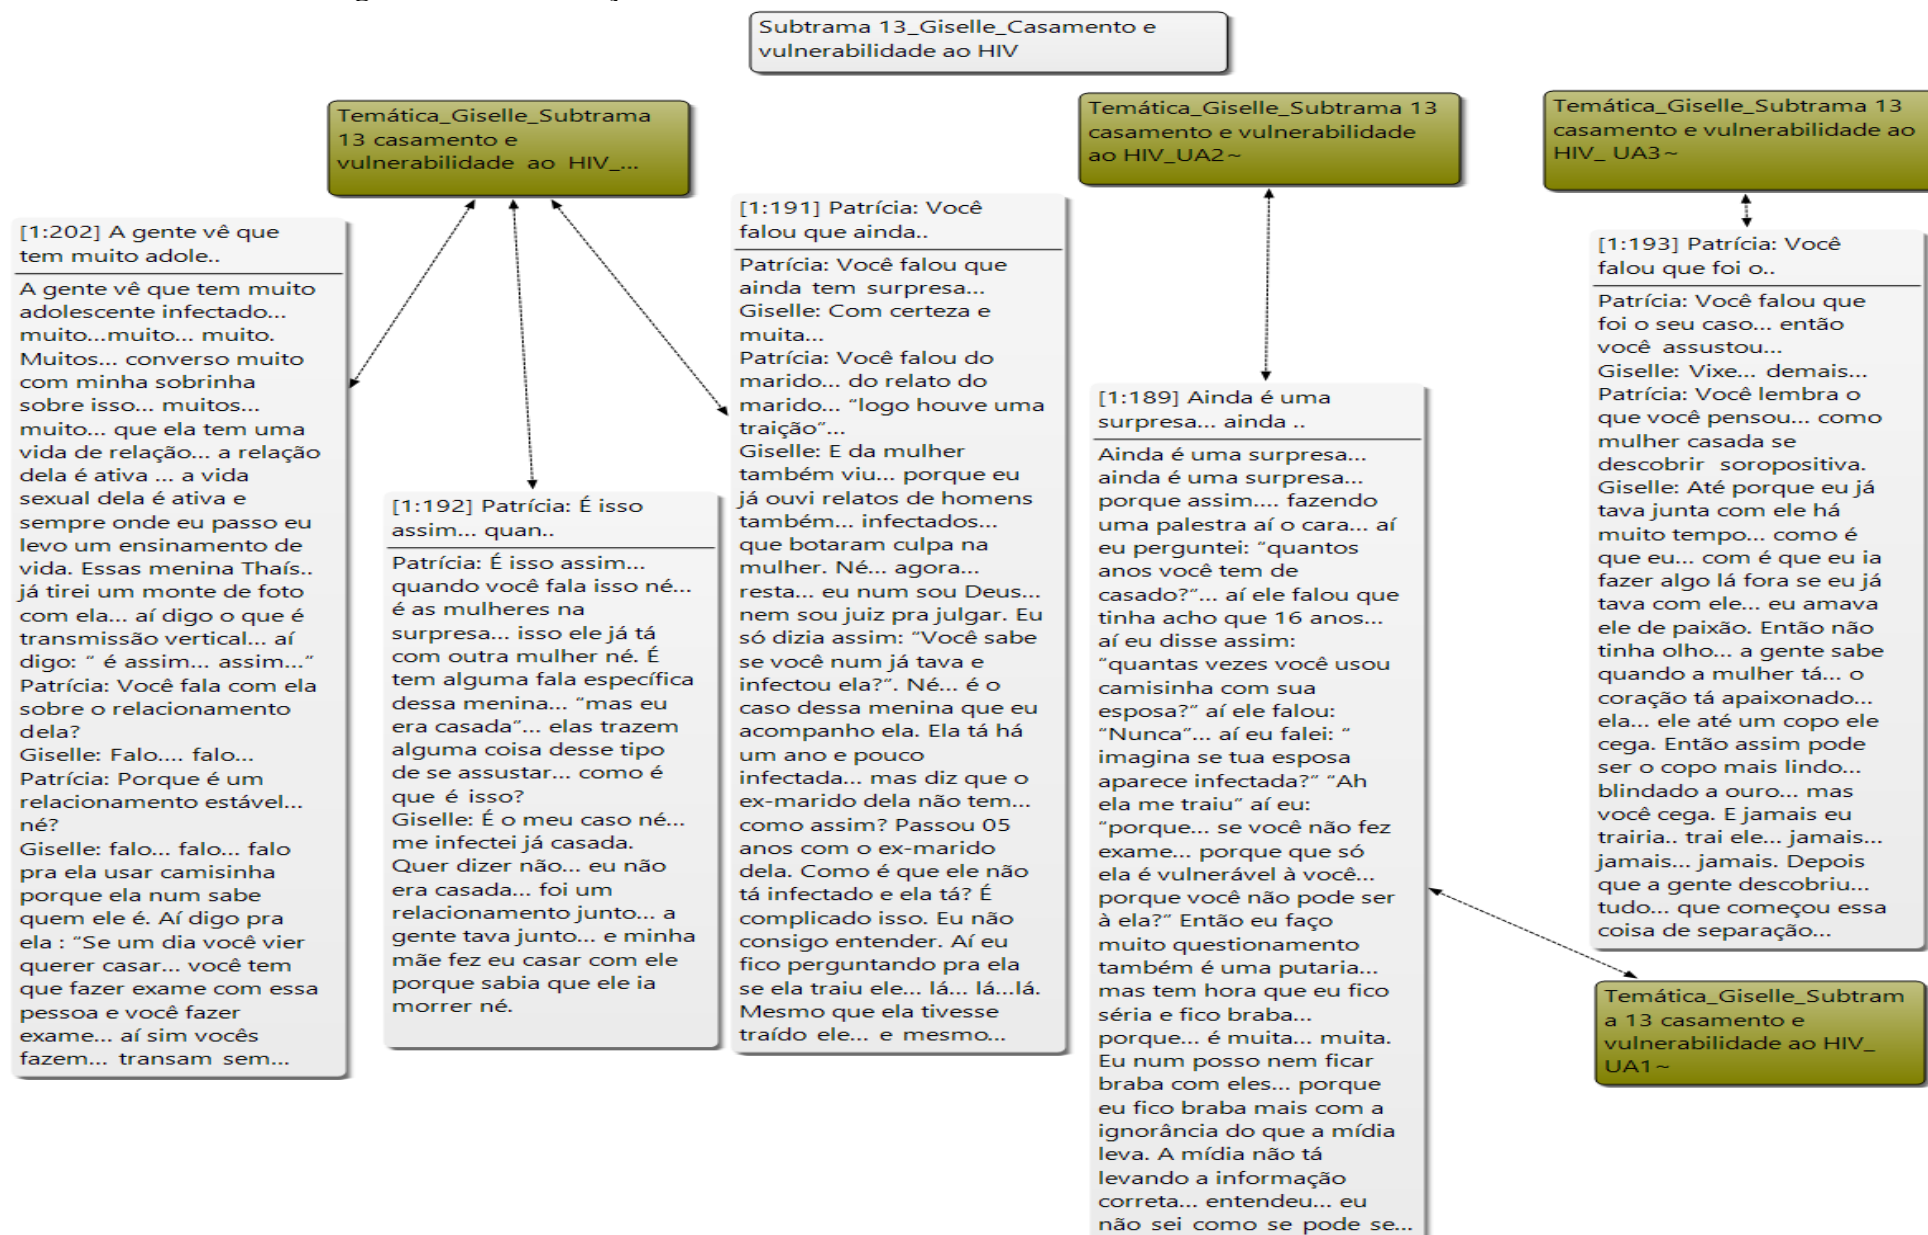 Subtrama 13_Giselle_Casamento e
vulnerabilidade ao HIV
Temática_Giselle_Subtrama
13 casamento e
vulnerabilidade ao HIV_...
Temática_Giselle_Subtrama 13
casamento e vulnerabilidade
ao HIV_UA2~
Temática_Giselle_Subtrama 13
casamento e vulnerabilidade ao
HIV_ UA3~
[1:202] A gente vê que
tem muito adole..
A gente vê que tem muito
adolescente infectado...
muito...muito... muito.
Muitos... converso muito
com minha sobrinha
sobre isso... muitos...
muito... que ela tem uma
vida de relação... a relação
dela é ativa ... a vida
sexual dela é ativa e
sempre onde eu passo eu
levo um ensinamento de
vida. Essas menina Thaís..
já tirei um monte de foto
com ela... aí digo o que é
transmissão vertical... aí
digo: “ é assim... assim...”
Patrícia: Você fala com ela
sobre o relacionamento
dela?
Giselle: Falo.... falo...
Patrícia: Porque é um
relacionamento estável...
né?
Giselle: falo... falo... falo
pra ela usar camisinha
porque ela num sabe
quem ele é. Aí digo pra
ela : “Se um dia você vier
querer casar... você tem
que fazer exame com essa
pessoa e você fazer
exame... aí sim vocês
fazem... transam sem...
[1:192] Patrícia: É isso
assim... quan..
Patrícia: É isso assim...
quando você fala isso né...
é as mulheres na
surpresa... isso ele já tá
com outra mulher né. É
tem alguma fala específica
dessa menina... “mas eu
era casada”... elas trazem
alguma coisa desse tipo
de se assustar... como é
que é isso?
Giselle: É o meu caso né...
me infectei já casada.
Quer dizer não... eu não
era casada... foi um
relacionamento junto... a
gente tava junto... e minha
mãe fez eu casar com ele
porque sabia que ele ia
morrer né.
[1:191] Patrícia: Você
falou que ainda..
Patrícia: Você falou que
ainda tem surpresa...
Giselle: Com certeza e
muita...
Patrícia: Você falou do
marido... do relato do
marido... “logo houve uma
traição”...
Giselle: E da mulher
também viu... porque eu
já ouvi relatos de homens
também... infectados...
que botaram culpa na
mulher. Né... agora...
resta... eu num sou Deus...
nem sou juiz pra julgar. Eu
só dizia assim: “Você sabe
se você num já tava e
infectou ela?”. Né... é o
caso dessa menina que eu
acompanho ela. Ela tá há
um ano e pouco
infectada... mas diz que o
ex-marido dela não tem...
como assim? Passou 05
anos com o ex-marido
dela. Como é que ele não
tá infectado e ela tá? É
complicado isso. Eu não
consigo entender. Aí eu
fico perguntando pra ela
se ela traiu ele... lá... lá...lá.
Mesmo que ela tivesse
traído ele... e mesmo...
[1:189] Ainda é uma
surpresa... ainda ..
Ainda é uma surpresa...
ainda é uma surpresa...
porque assim.... fazendo
uma palestra aí o cara... aí
eu perguntei: “quantos
anos você tem de
casado?”... aí ele falou que
tinha acho que 16 anos...
aí eu disse assim:
“quantas vezes você usou
camisinha com sua
esposa?” aí ele falou:
“Nunca”... aí eu falei: “
imagina se tua esposa
aparece infectada?” “Ah
ela me traiu” aí eu:
“porque... se você não fez
exame... porque que só
ela é vulnerável à você...
porque você não pode ser
à ela?” Então eu faço
muito questionamento
também é uma putaria...
mas tem hora que eu fico
séria e fico braba...
porque... é muita... muita.
Eu num posso nem ficar
braba com eles... porque
eu fico braba mais com a
ignorância do que a mídia
leva. A mídia não tá
levando a informação
correta... entendeu... eu
não sei como se pode se...
[1:193] Patrícia: Você
falou que foi o..
Patrícia: Você falou que
foi o seu caso... então
você assustou...
Giselle: Vixe... demais...
Patrícia: Você lembra o
que você pensou... como
mulher casada se
descobrir soropositiva.
Giselle: Até porque eu já
tava junta com ele há
muito tempo... como é
que eu... com é que eu ia
fazer algo lá fora se eu já
tava com ele... eu amava
ele de paixão. Então não
tinha olho... a gente sabe
quando a mulher tá... o
coração tá apaixonado...
ela... ele até um copo ele
cega. Então assim pode
ser o copo mais lindo...
blindado a ouro... mas
você cega. E jamais eu
trairia.. trai ele... jamais...
jamais... jamais. Depois
que a gente descobriu...
tudo... que começou essa
coisa de separação...
Temática_Giselle_Subtram
a 13 casamento e
vulnerabilidade ao HIV_
UA1~